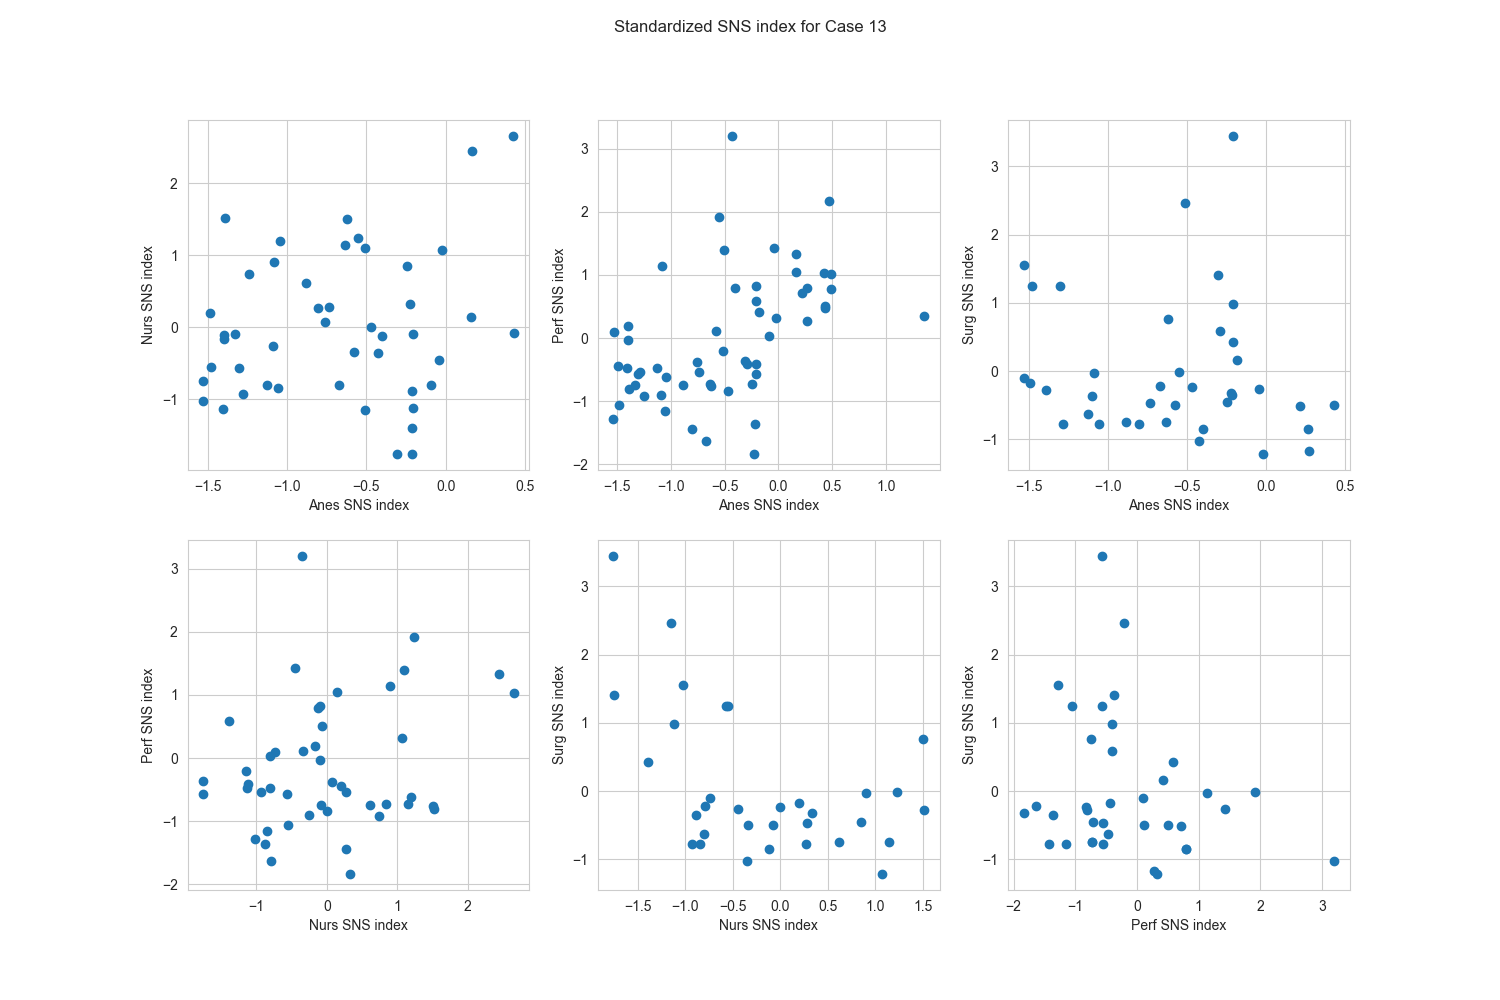 Standardized SNS index for Case 13
2
1
0
−1
Nurs SNS index
−1.5 −1.0 −0.5 0.0 0.5
Anes SNS index
3
2
1
0
−1
−2
Perf SNS index
−1.5 −1.0 −0.5 0.0 0.5 1.0
Anes SNS index
3
2
1
0
−1
Surg SNS index
−1.5 −1.0 −0.5 0.0 0.5
Anes SNS index
3
2
1
0
−1
−2
Perf SNS index
−1 0 1 2
Nurs SNS index
3
2
1
0
−1
Surg SNS index
−1.5 −1.0 −0.5 0.0 0.5 1.0 1.5
Nurs SNS index
3
2
1
0
−1
Surg SNS index
−2 −1 0 1 2 3
Perf SNS index